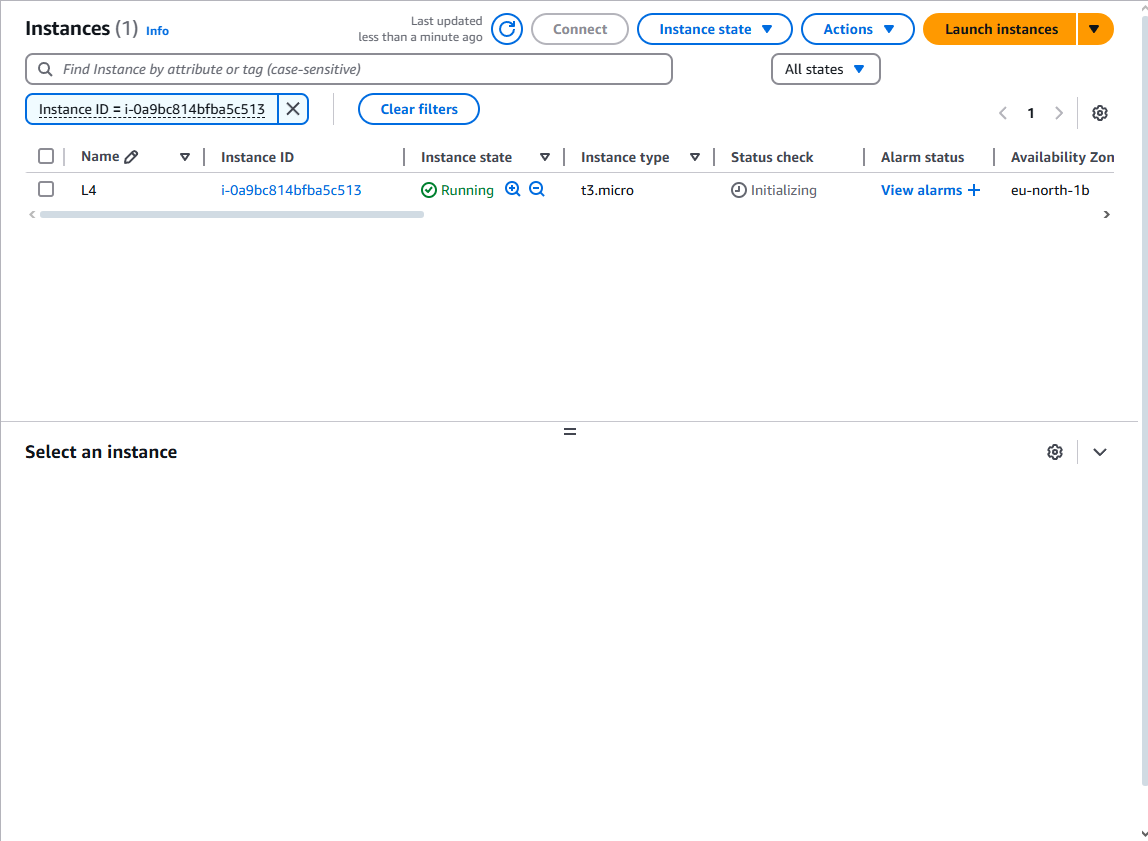 Instances (1) Info
Last updated
less than a minute ago
Connect
Instance state
Actions
Launch instances
Find Instance by attribute or tag (case-sensitive)
All states
Instance ID = i-0a9bc814bfba5c513
Clear filters
1
Name Instance ID Instance state Instance type Status check Alarm status Availability Zon
L4 i-0a9bc814bfba5c513 Running t3.micro Initializing View alarms + eu-north-1b
Select an instance